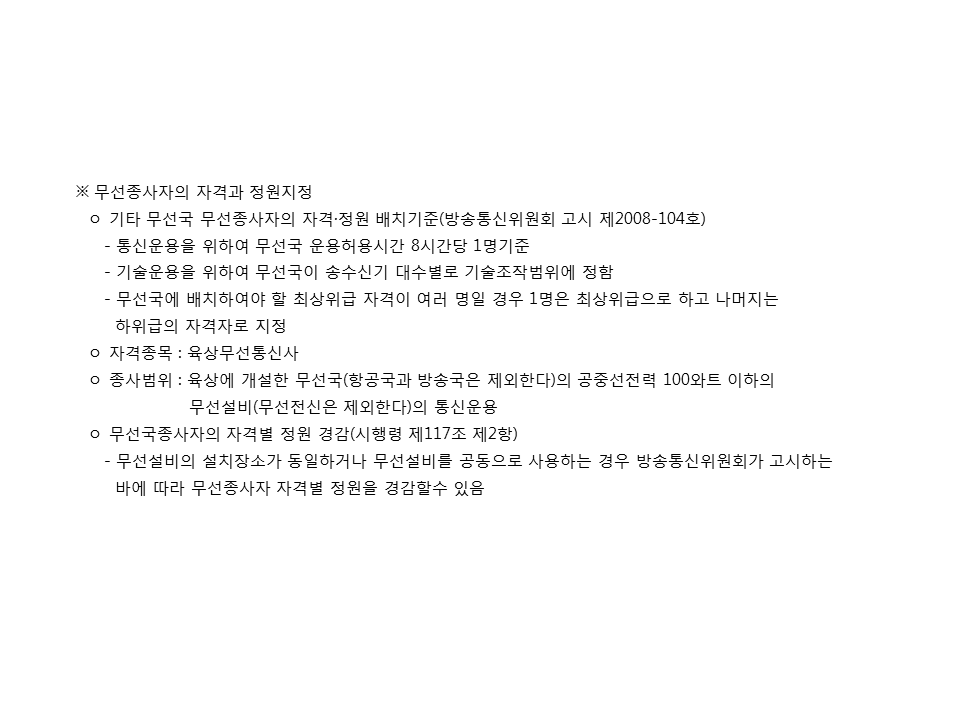 ※ 무선종사자의 자격과 정원지정
ㅇ 기타 무선국 무선종사자의 자격·정원 배치기준(방송통신위원회 고시 제2008-104호)
- 통신운용을 위하여 무선국 운용허용시간 8시간당 1명기준
- 기술운용을 위하여 무선국이 송수신기 대수별로 기술조작범위에 정함
- 무선국에 배치하여야 할 최상위급 자격이 여러 명일 경우 1명은 최상위급으로 하고 나머지는
하위급의 자격자로 지정
ㅇ 자격종목 : 육상무선통신사
ㅇ 종사범위 : 육상에 개설한 무선국(항공국과 방송국은 제외한다)의 공중선전력 100와트 이하의
무선설비(무선전신은 제외한다)의 통신운용
ㅇ 무선국종사자의 자격별 정원 경감(시행령 제117조 제2항)
- 무선설비의 설치장소가 동일하거나 무선설비를 공동으로 사용하는 경우 방송통신위원회가 고시하는
바에 따라 무선종사자 자격별 정원을 경감할수 있음